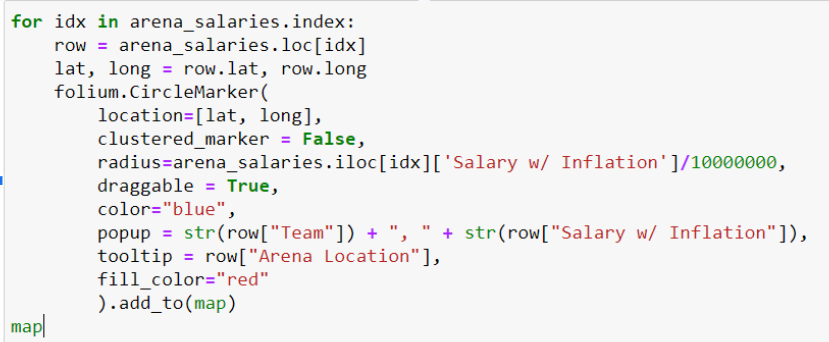 for idx in arena_salaries.index:
    row = arena_salaries.loc[idx]
    lat, long = row.lat, row.long
    folium.CircleMarker(
        location=[lat, long],
        clustered_marker = False,
        radius=arena_salaries.iloc[idx]['Salary w/ Inflation']/10000000,
        draggable = True,
        color="blue",
        popup = str(row["Team"]) + ", " + str(row["Salary w/ Inflation"]),
        tooltip = row["Arena Location"],
        fill_color="red"
        ).add_to(map)
map